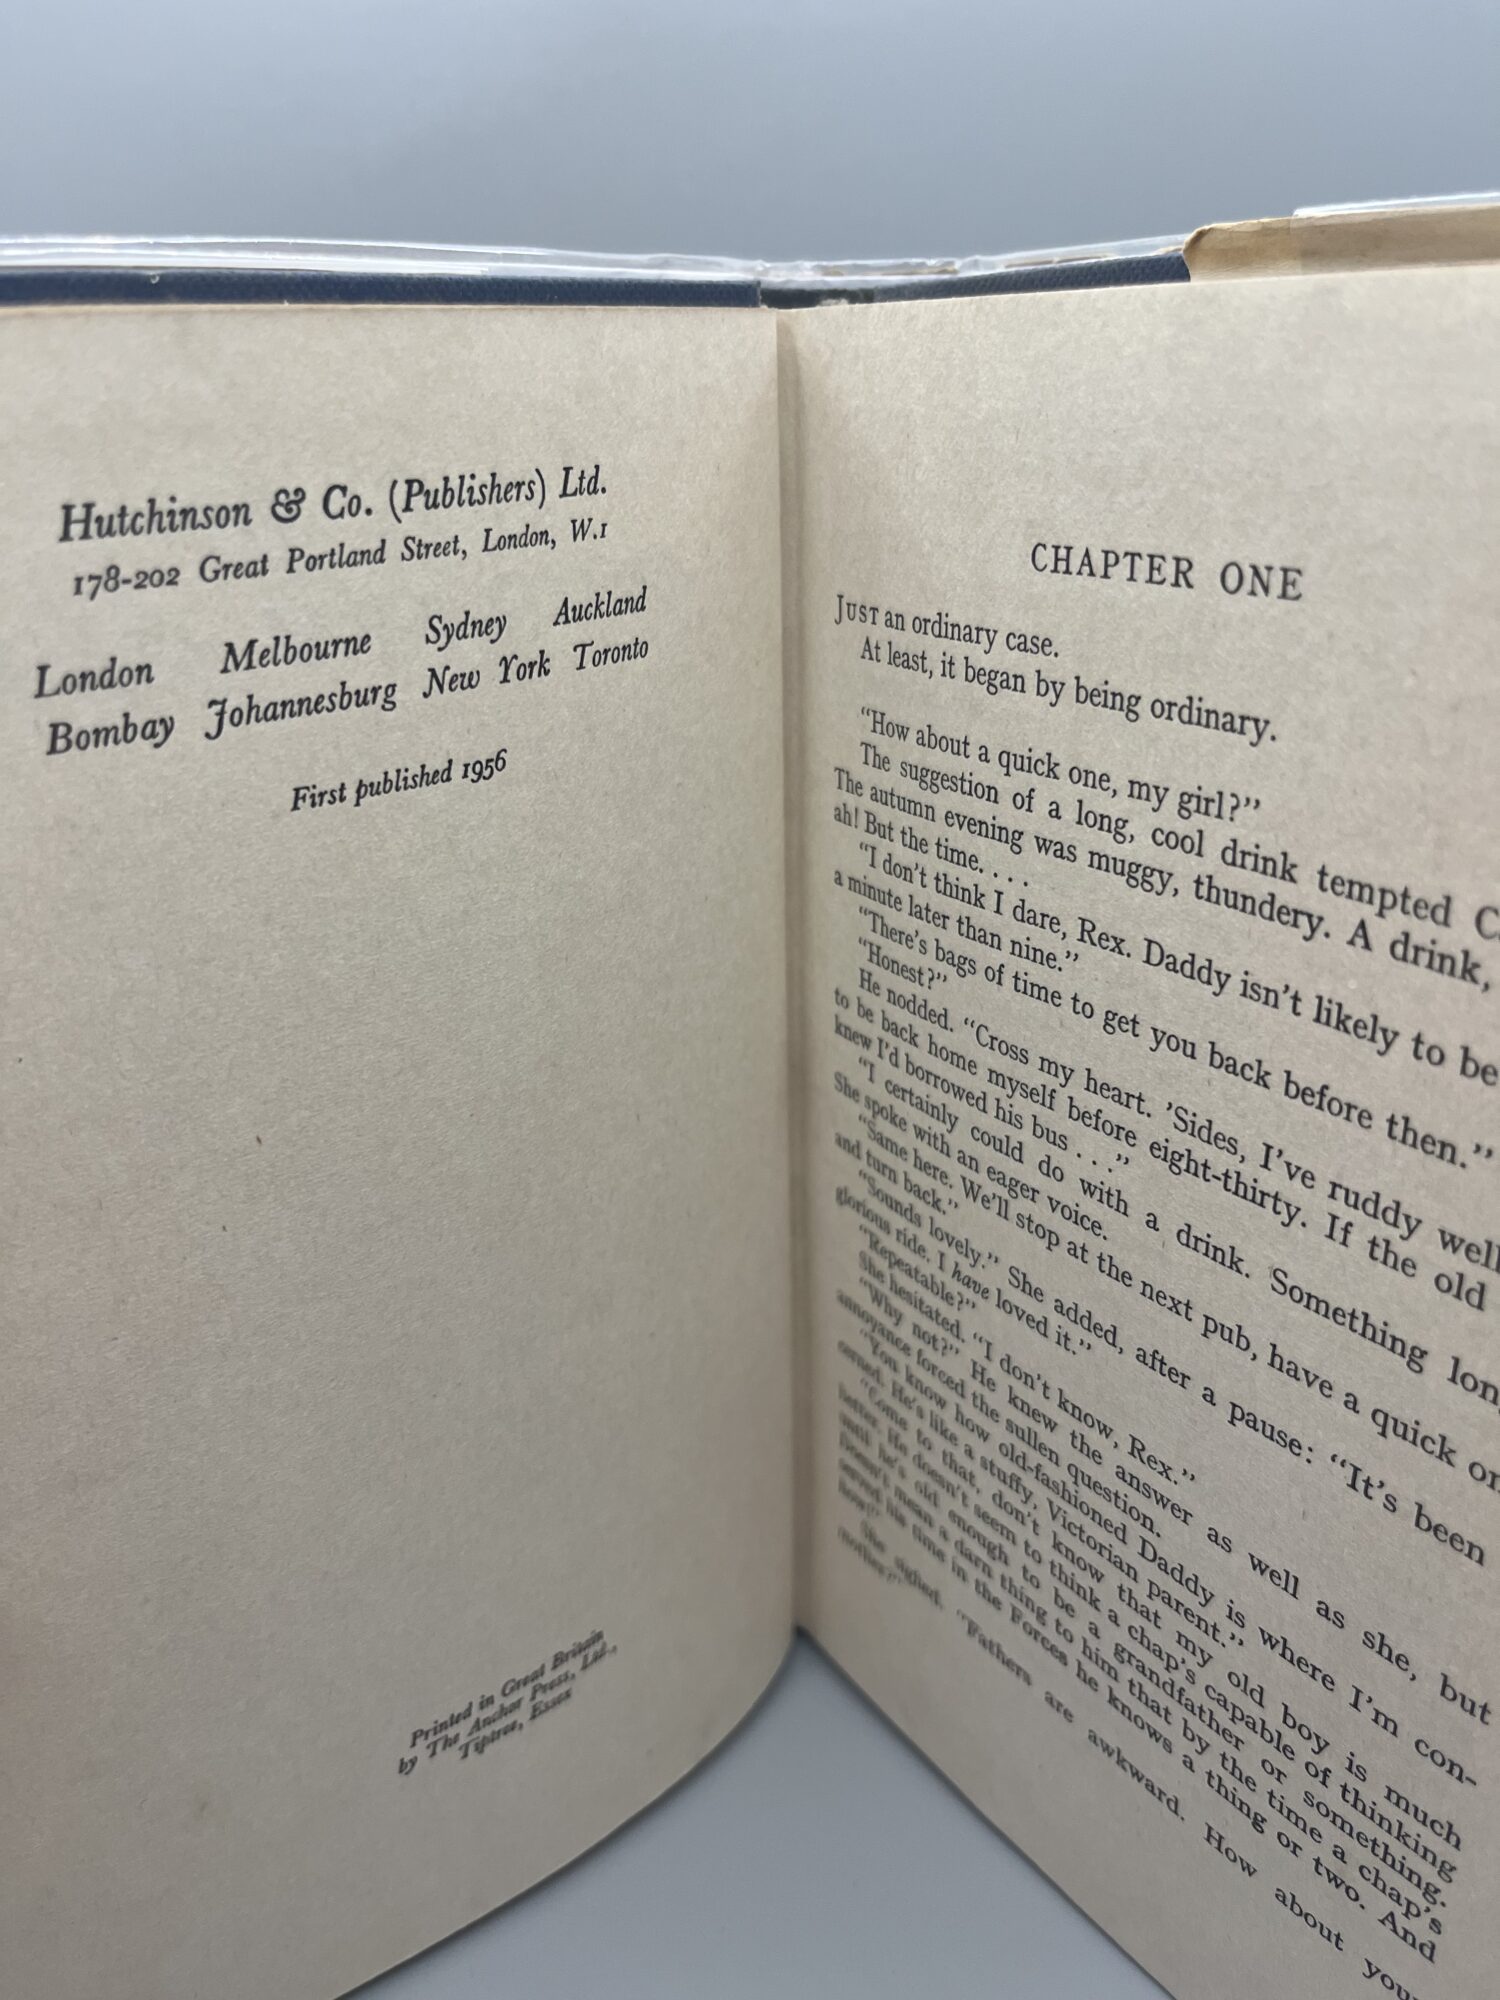 Hutchinson & Co. (Publishers) Ltd.
178-202 Great Portland Street, London, W.1
London Melbourne Sydney Auckland
Bombay Johannesburg New York Toronto
First published 1956
Printed in Great Britain
by The Anchor Press, Ltd.,
Tiptree, Essex
CHAPTER ONE
JUST an ordinary case.
At least, it began by being ordinary.
“How about a quick one, my girl?”
The suggestion of a long, cool drink tempted
The autumn evening was muggy, thundery. A drink,
ah! But the time. . . .
“I don’t think I dare, Rex. Daddy isn’t likely to be
a minute later than nine.”
“There’s bags of time to get you back before then.”
“Honest?”
He nodded. “Cross my heart. ’Sides, I’ve ruddy well
to be back home myself before eight-thirty. If the old
knew I’d borrowed his bus . . .”
“I certainly could do with a drink. Something
She spoke with an eager voice.
“Same here. We’ll stop at the next pub, have a quick
and turn back.”
“Sounds lovely.” She added, after a pause: “It’s been
glorious ride. I have loved it.”
“Repeatable?”
She hesitated. “I don’t know, Rex.”
“Why not?” He knew the answer as well as she, but
annoyance forced the sullen question.
“You know how old-fashioned Daddy is where I’m con-
cerned. He’s like a stuffy, Victorian parent.”
“Come to that, don’t know that my old boy is much
better. He doesn’t seem to think a chap’s capable of thinking
until he’s old enough to be a grandfather or something.
Doesn’t mean a darn thing to him that by the time a chap’s
served his time in the Forces he knows a thing or two. And
how!”
She sighed. “Fathers are awkward. How about your
mother?”